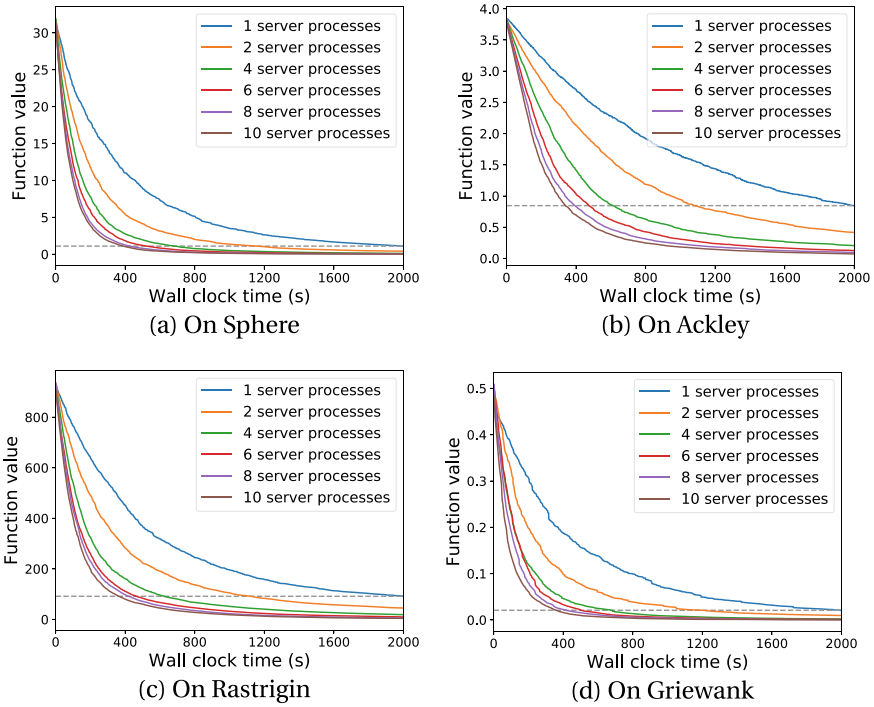 30
25
20
15
10
5
0
Function value
1 server processes
2 server processes
4 server processes
6 server processes
8 server processes
10 server processes
0 400 800 1200 1600 2000
Wall clock time (s)
(a) On Sphere
4.0
3.5
3.0
2.5
2.0
1.5
1.0
0.5
0.0
Function value
1 server processes
2 server processes
4 server processes
6 server processes
8 server processes
10 server processes
0 400 800 1200 1600 2000
Wall clock time (s)
(b) On Ackley
800
600
400
200
0
Function value
1 server processes
2 server processes
4 server processes
6 server processes
8 server processes
10 server processes
0 400 800 1200 1600 2000
Wall clock time (s)
(c) On Rastrigin
0.5
0.4
0.3
0.2
0.1
0.0
Function value
1 server processes
2 server processes
4 server processes
6 server processes
8 server processes
10 server processes
0 400 800 1200 1600 2000
Wall clock time (s)
(d) On Griewank